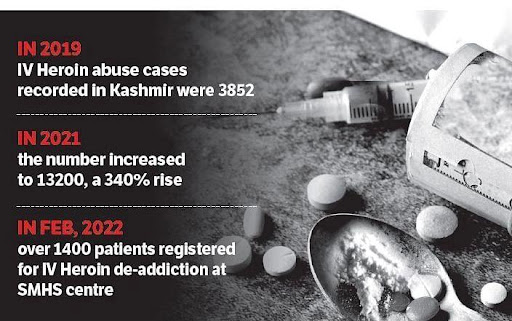 IN 2019
IV Heroin abuse cases
recorded in Kashmir were 3852
IN 2021
the number increased
to 13200, a 340% rise
IN FEB, 2022
over 1400 patients registered
for IV Heroin de-addiction at
SMHS centre